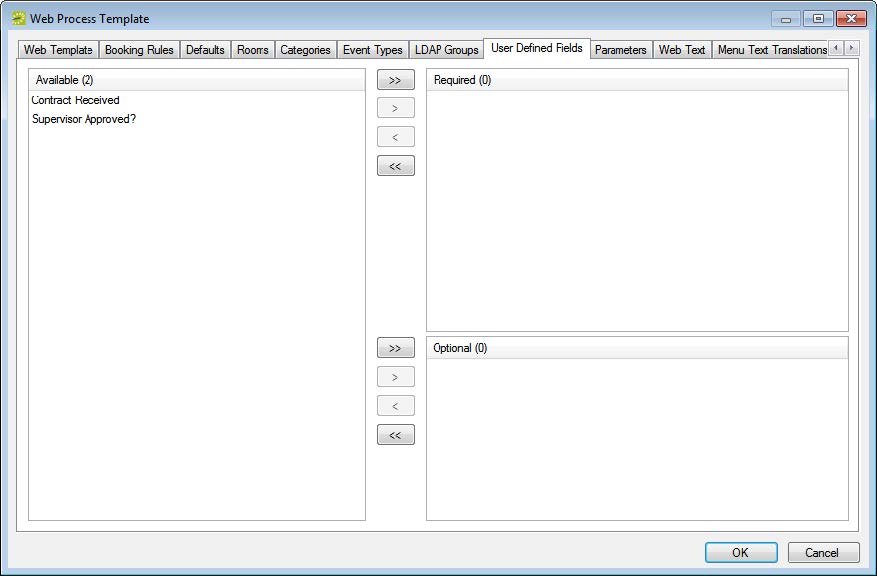 Web Process Template
Web Template Booking Rules Defaults Rooms Categories Event Types LDAP Groups User Defined Fields Parameters Web Text Menu Text Translations
Available (2)
Contract Received
Supervisor Approved?
>>
>
<
<<
Required (0)
>>
>
<
<<
Optional (0)
OK Cancel